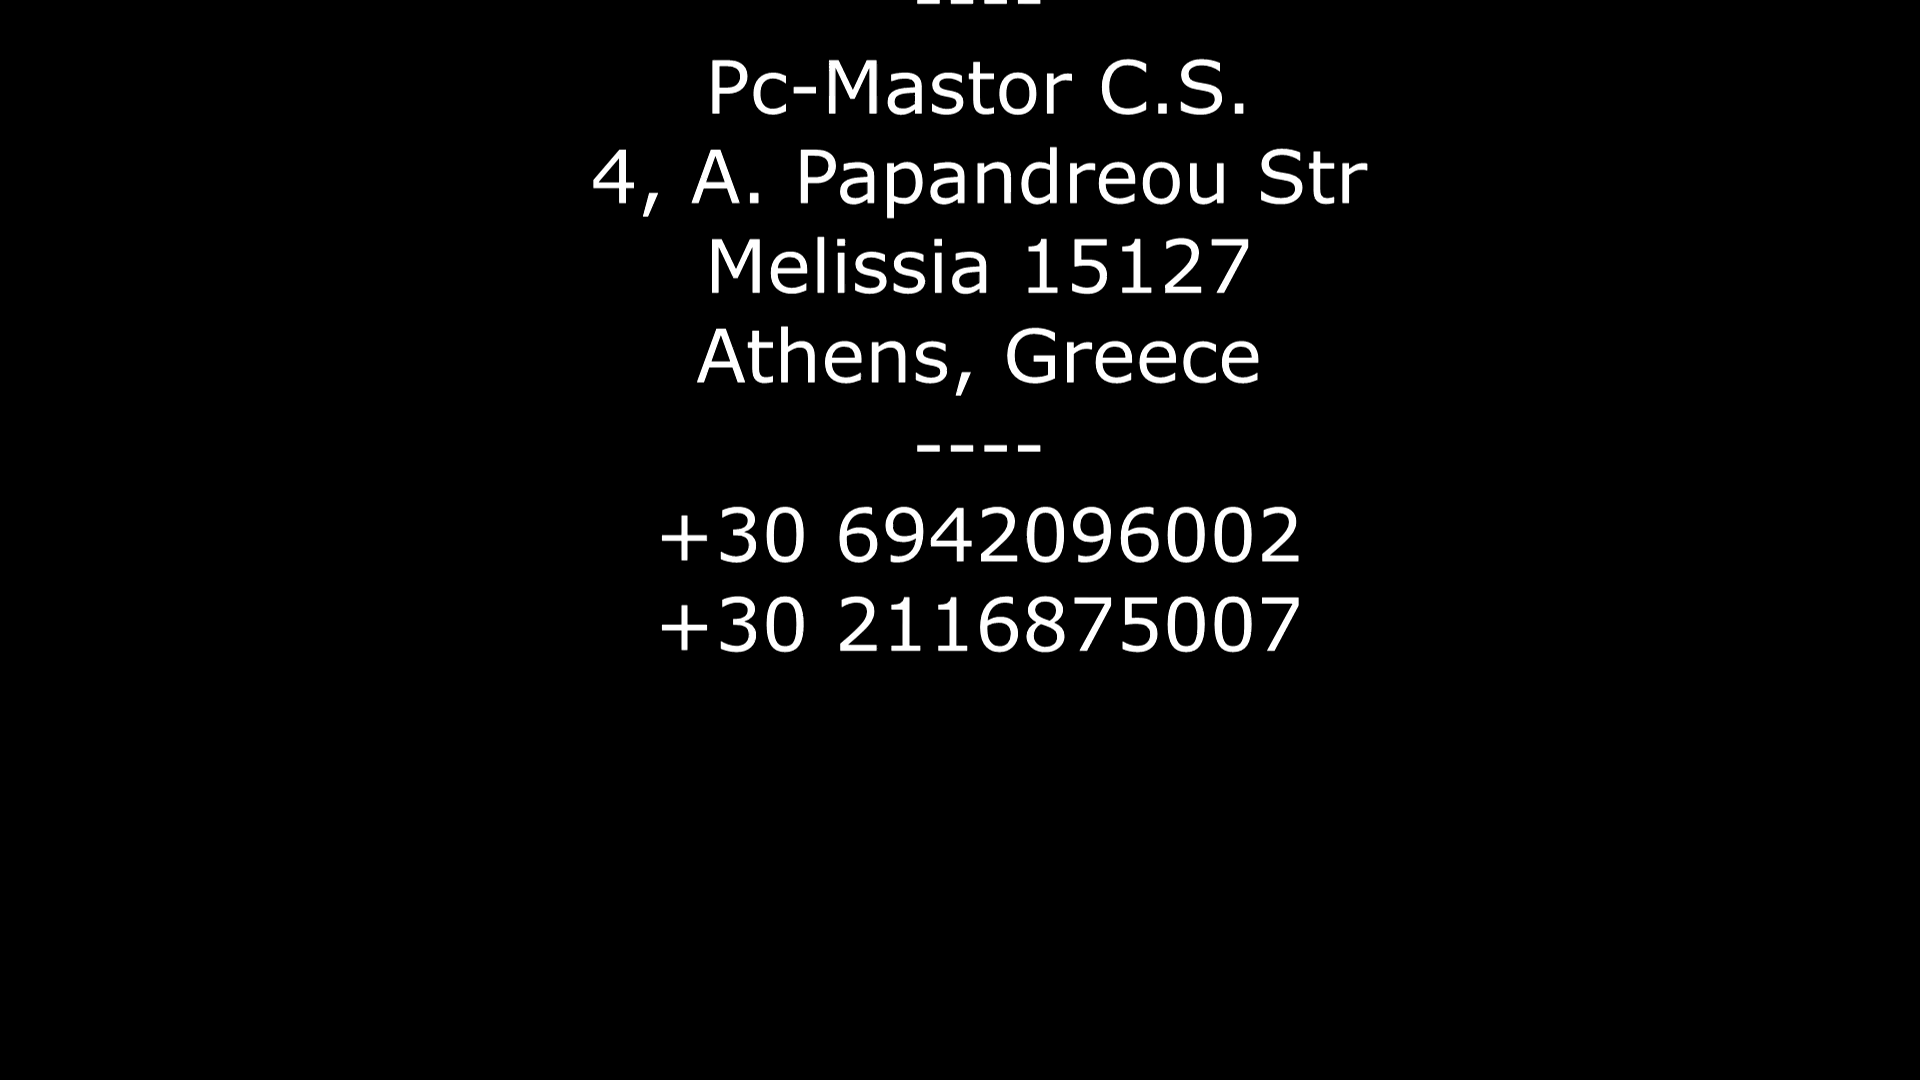 ----
Pc-Mastor C.S.
4, A. Papandreou Str
Melissia 15127
Athens, Greece
----
+30 6942096002
+30 2116875007